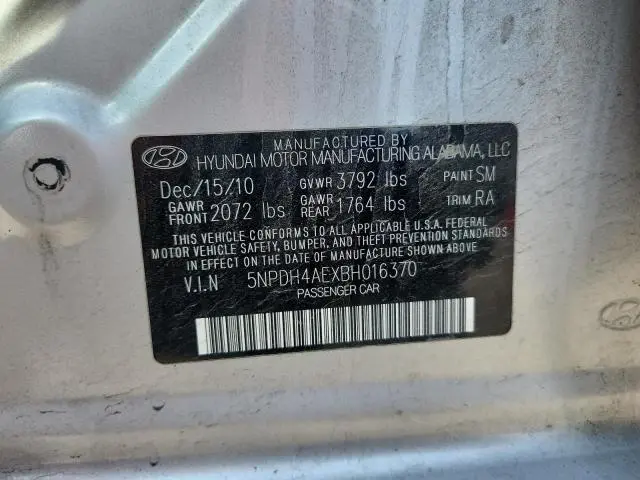 MANUFACTURED BY
HYUNDAI MOTOR MANUFACTURING ALABAMA, LLC
Dec/15/10 GVWR 3792 lbs PAINT SM
GAWR FRONT 2072 lbs GAWR REAR 1764 lbs TRIM RA
THIS VEHICLE CONFORMS TO ALL APPLICABLE U.S.A. FEDERAL
MOTOR VEHICLE SAFETY, BUMPER, AND THEFT PREVENTION
STANDARDS IN EFFECT ON THE DATE OF MANUFACTURE SHOWN ABOVE.
V.I.N 5NPDH4AEXBH016370
PASSENGER CAR